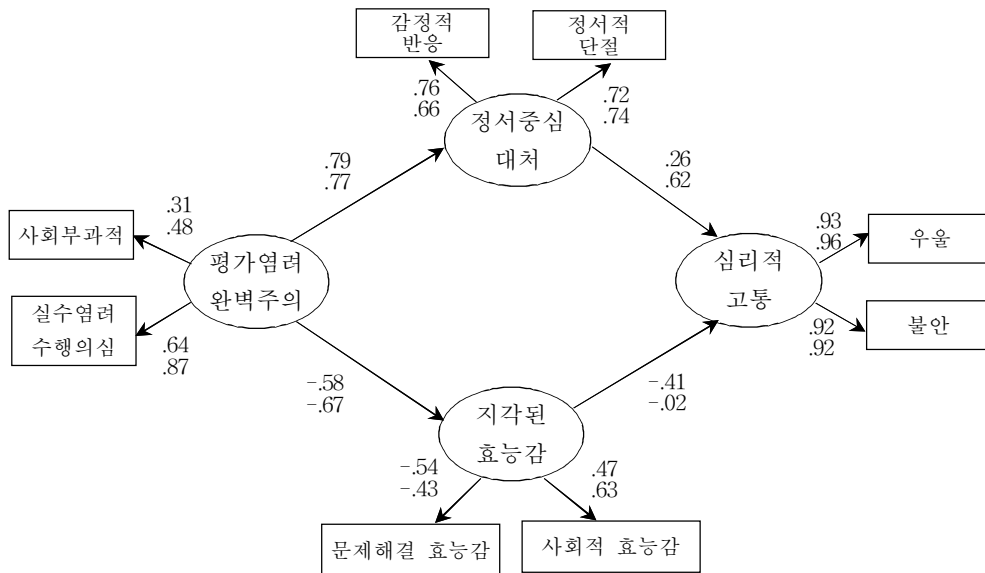 감정적
반응
정서적
단절
.76
.66
.72
.74
정서중심
대처
.79
.77
.26
.62
사회부과적
.31
.48
평가염려
완벽주의
심리적
고통
.93
.96
우울
실수염려
수행의심
.64
.87
.92
.92
불안
-.58
-.67
-.41
-.02
지각된
효능감
-.54
-.43
.47
.63
문제해결 효능감
사회적 효능감